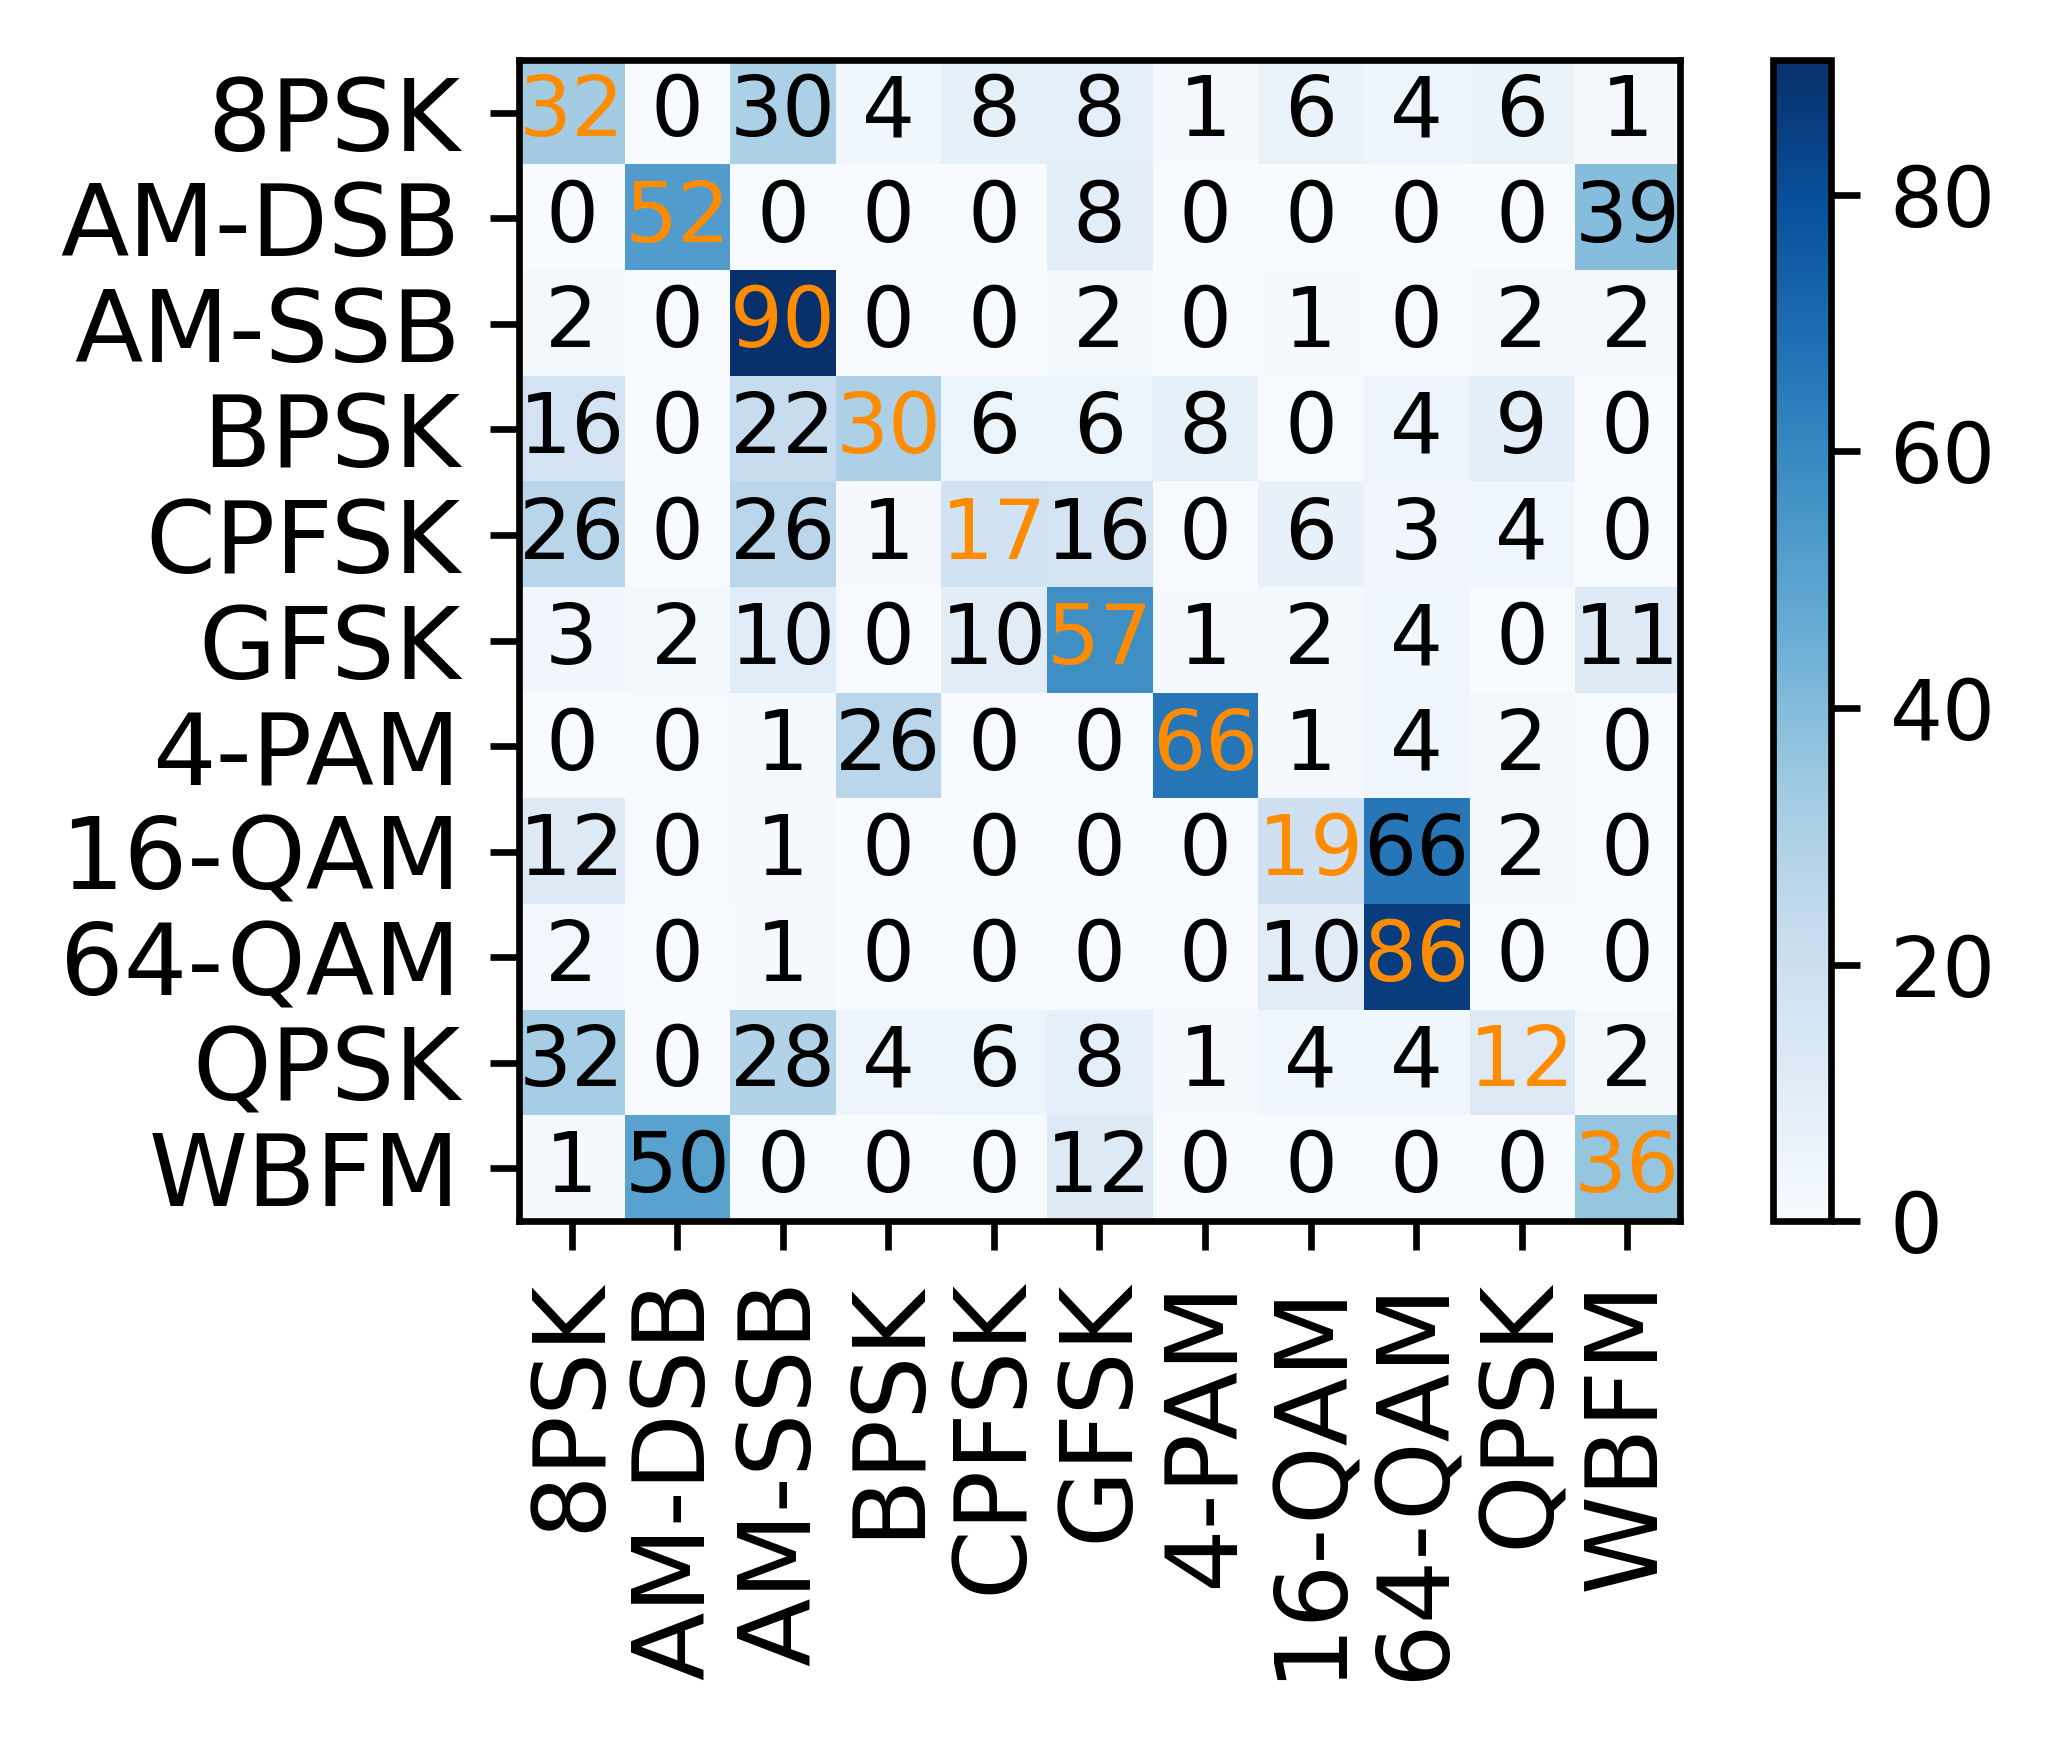 8PSK 32 0 30 4 8 8 1 6 4 6 1
AM-DSB 0 52 0 0 0 8 0 0 0 0 39
AM-SSB 2 0 90 0 0 2 0 1 0 2 2
BPSK 16 0 22 30 6 6 8 0 4 9 0
CPFSK 26 0 26 1 17 16 0 6 3 4 0
GFSK 3 2 10 0 10 57 1 2 4 0 11
4-PAM 0 0 1 26 0 0 66 1 4 2 0
16-QAM 12 0 1 0 0 0 0 19 66 2 0
64-QAM 2 0 1 0 0 0 0 10 86 0 0
QPSK 32 0 28 4 6 8 1 4 4 12 2
WBFM 1 50 0 0 0 12 0 0 0 0 36
8PSK
AM-DSB
AM-SSB
BPSK
CPFSK
GFSK
4-PAM
16-QAM
64-QAM
QPSK
WBFM
80
60
40
20
0